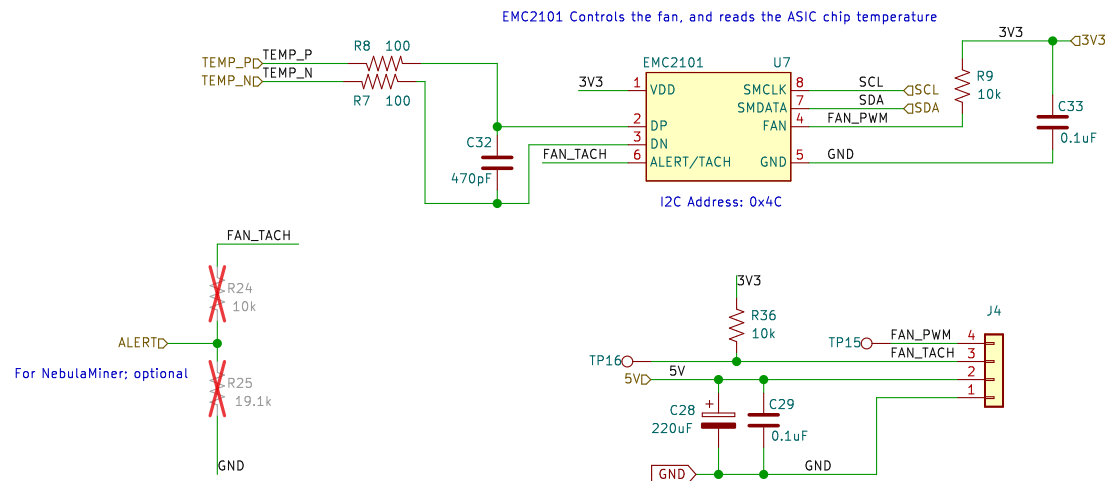 EMC2101 Controls the fan, and reads the ASIC chip temperature
TEMP_P TEMP_P R8 100
TEMP_N TEMP_N
R7 100
C32
470pF
EMC2101 U7
3V3 1 VDD SMCLK 8 SCL SCL
SMDATA 7 SDA SDA
2 DP FAN 4 FAN_PWM
3 DN
FAN_TACH 6 ALERT/TACH GND 5 GND
I2C Address: 0x4C
3V3 3V3
R9
10k
C33
0.1uF
FAN_TACH
R24
10k
ALERT
For NebulaMiner; optional
R25
19.1k
GND
3V3
R36
10k
J4
TP15 FAN_PWM 4
TP16 FAN_TACH 3
5V 5V 2
1
+
C28
220uF
C29
0.1uF
GND GND